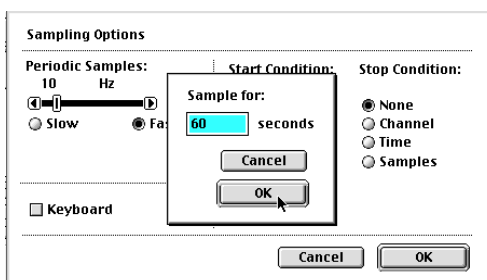 Sampling Options
Periodic Samples:
10 Hz
Slow
Start Condition:
Stop Condition:
None
Channel
Time
Samples
Sample for:
60 seconds
Cancel
OK
Keyboard
Cancel
OK